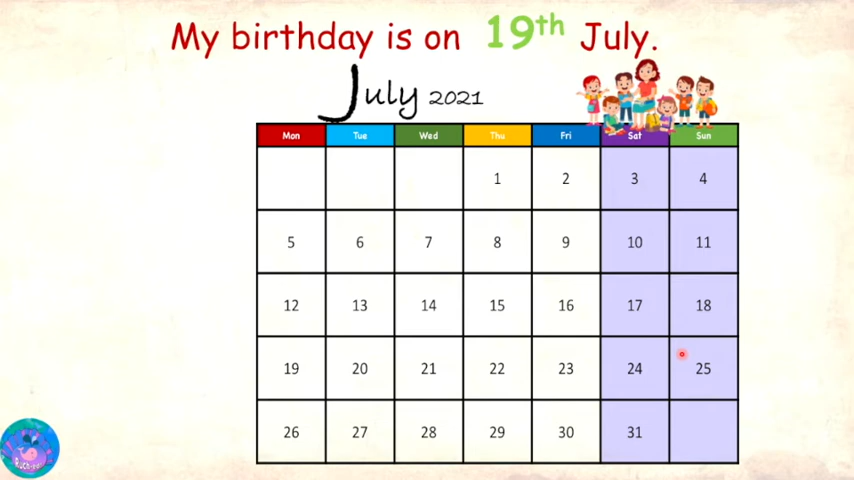 My birthday is on 19th July.
July 2021
Mon Tue Wed Thu Fri Sat Sun
1 2 3 4
5 6 7 8 9 10 11
12 13 14 15 16 17 18
19 20 21 22 23 24 25
26 27 28 29 30 31